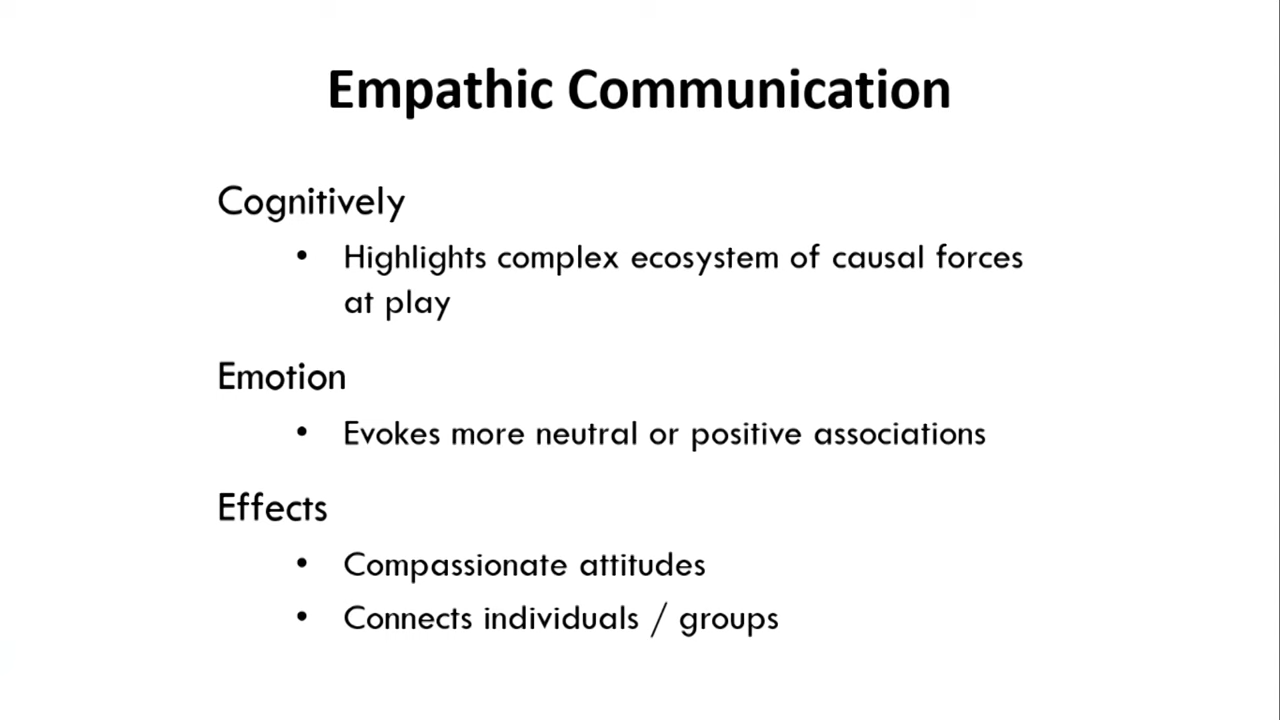 Empathic Communication
Cognitively
• Highlights complex ecosystem of causal forces
at play
Emotion
• Evokes more neutral or positive associations
Effects
• Compassionate attitudes
• Connects individuals / groups